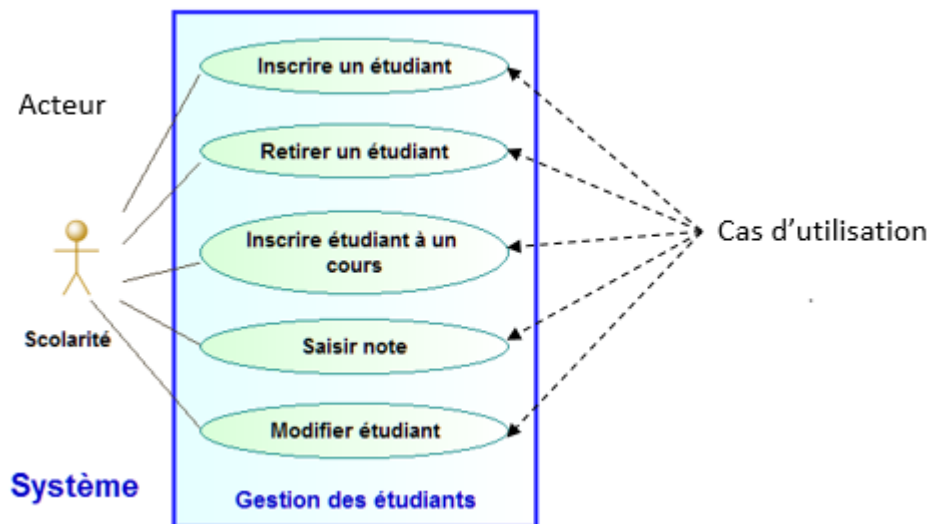 Inscrire un étudiant
Acteur
Retirer un étudiant
Inscrire étudiant à un
cours
Cas d'utilisation
Scolarité
Saisir note
Modifier étudiant
Système
Gestion des étudiants